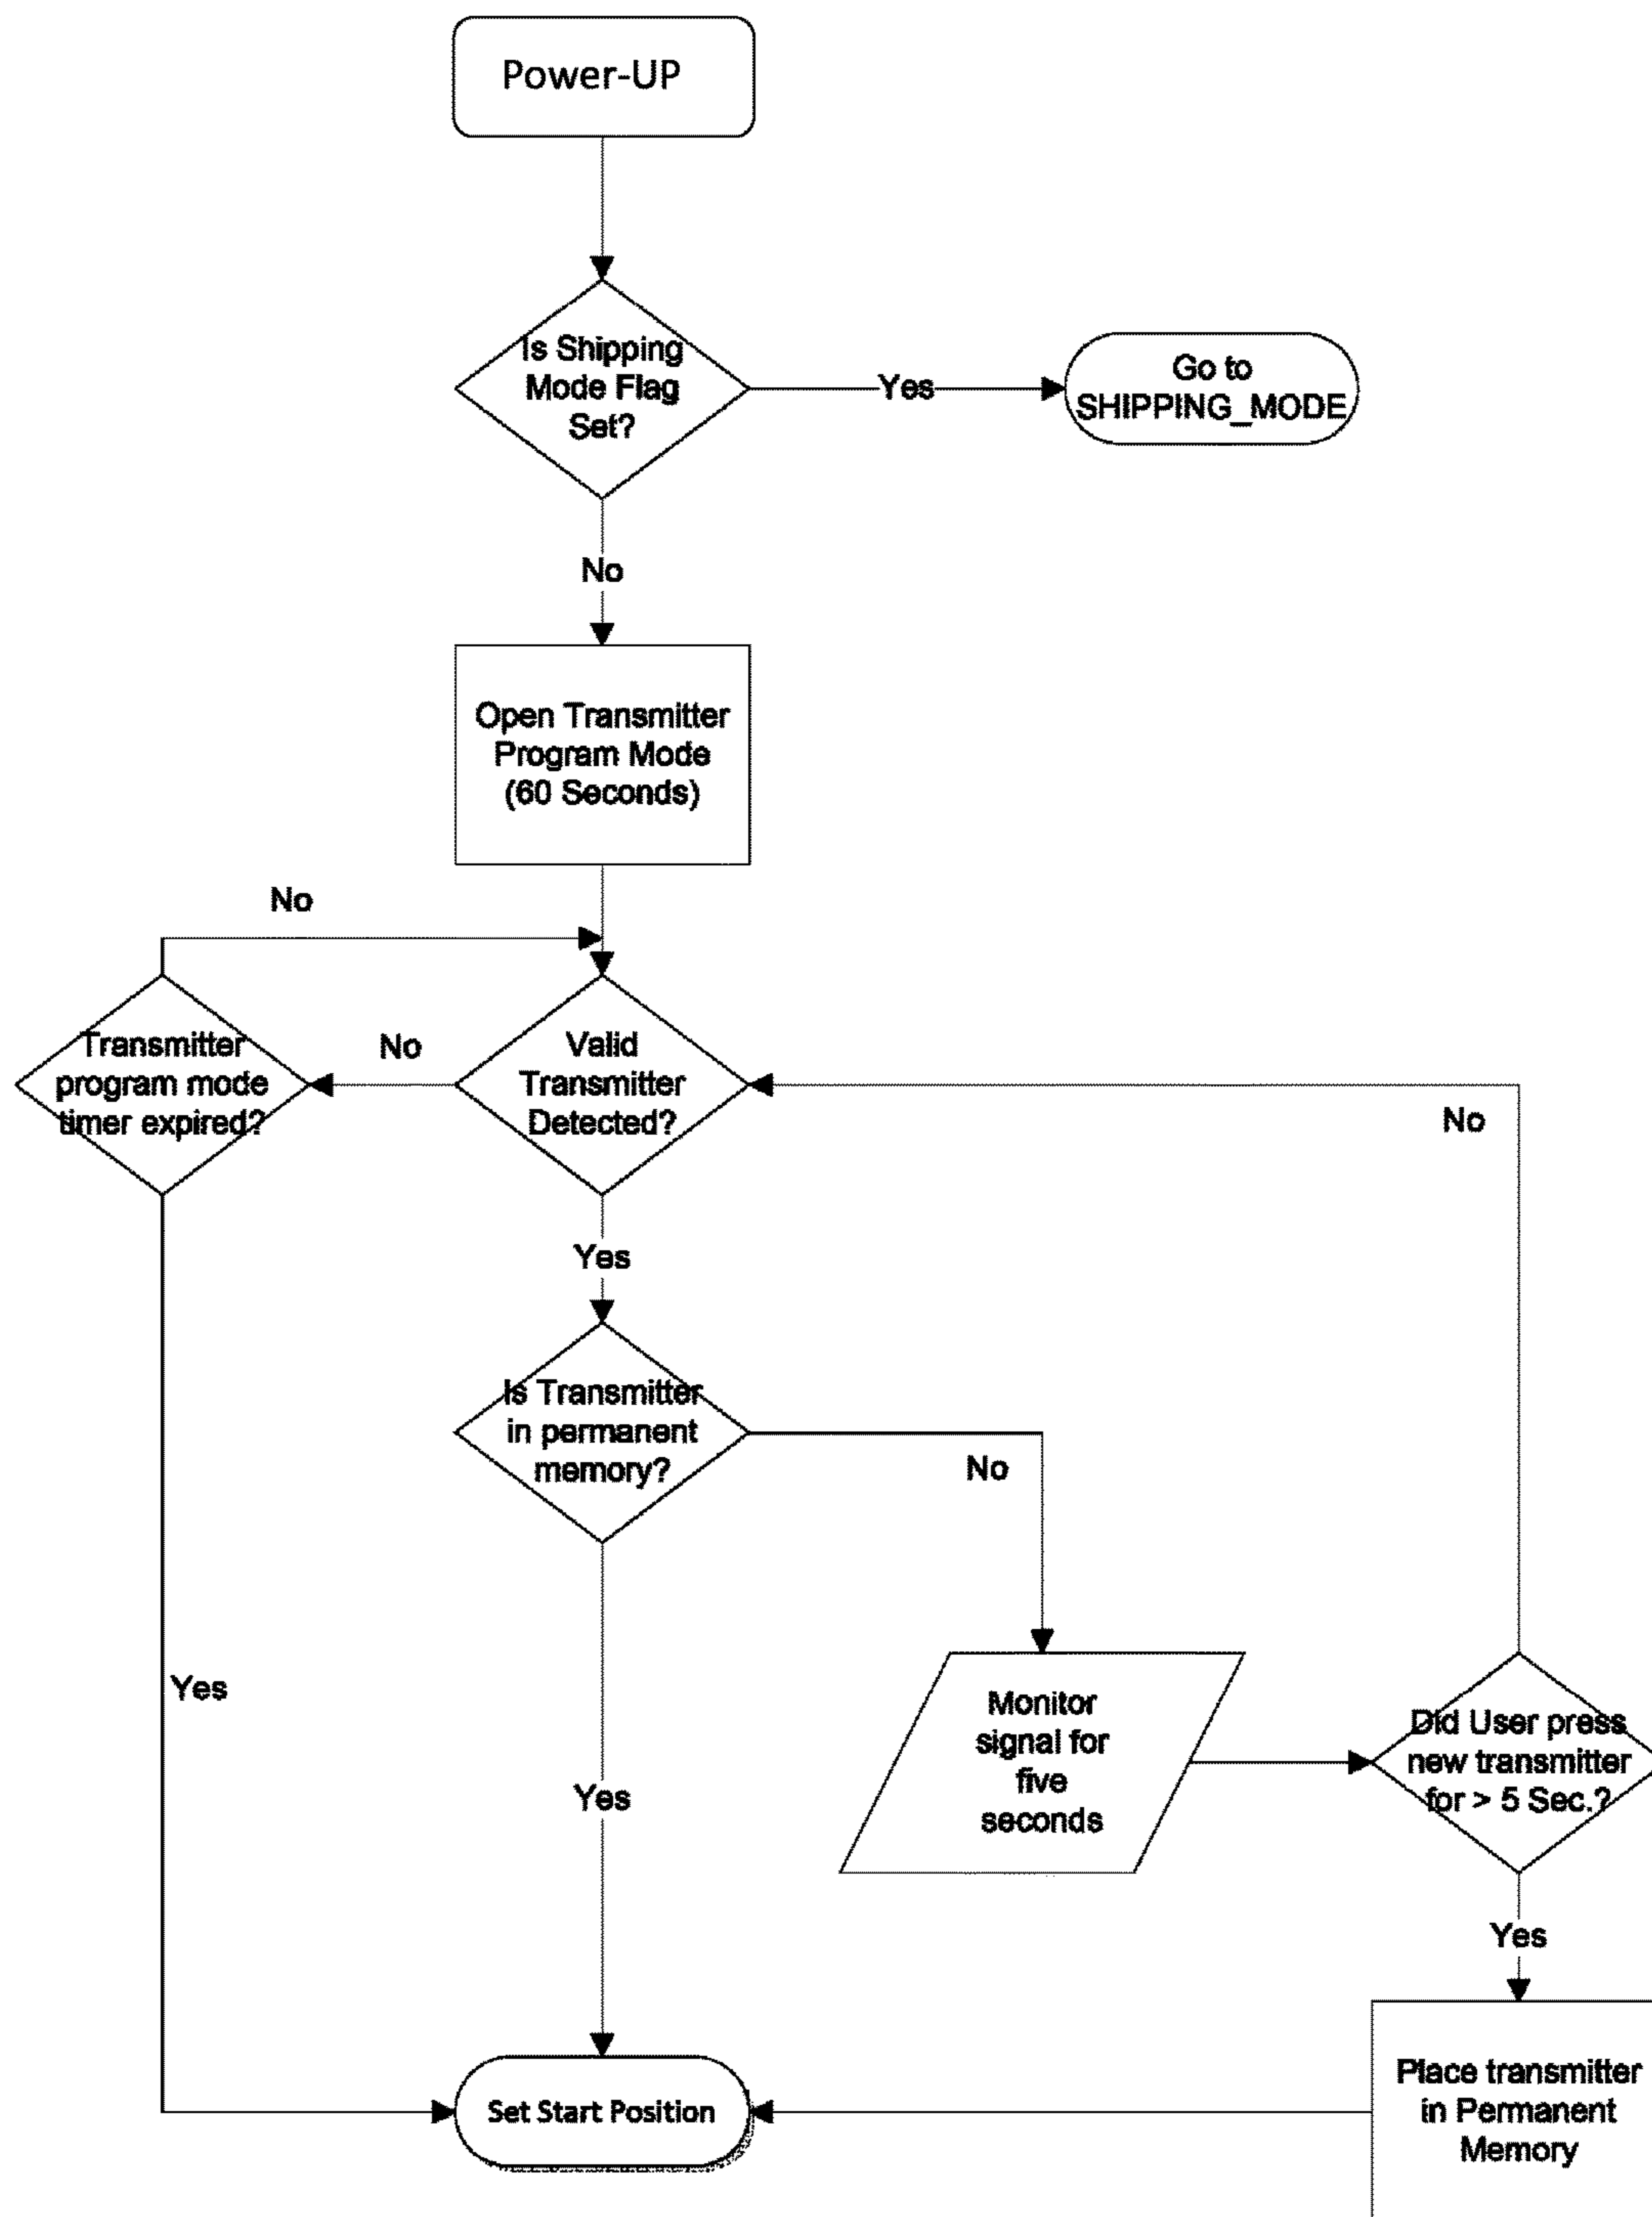 Power-UP
Is Shipping
Mode Flag
Set?
Yes
Go to
SHIPPING_MODE
No
Open Transmitter
Program Mode
(60 Seconds)
No
Transmitter
program mode
timer expired?
No
Valid
Transmitter
Detected?
No
Yes
Is Transmitter
in permanent
memory?
No
Yes
Monitor
signal for
five
seconds
Did User press
new transmitter
for > 5 Sec.?
Yes
Yes
Set Start Position
Place transmitter
in Permanent
Memory